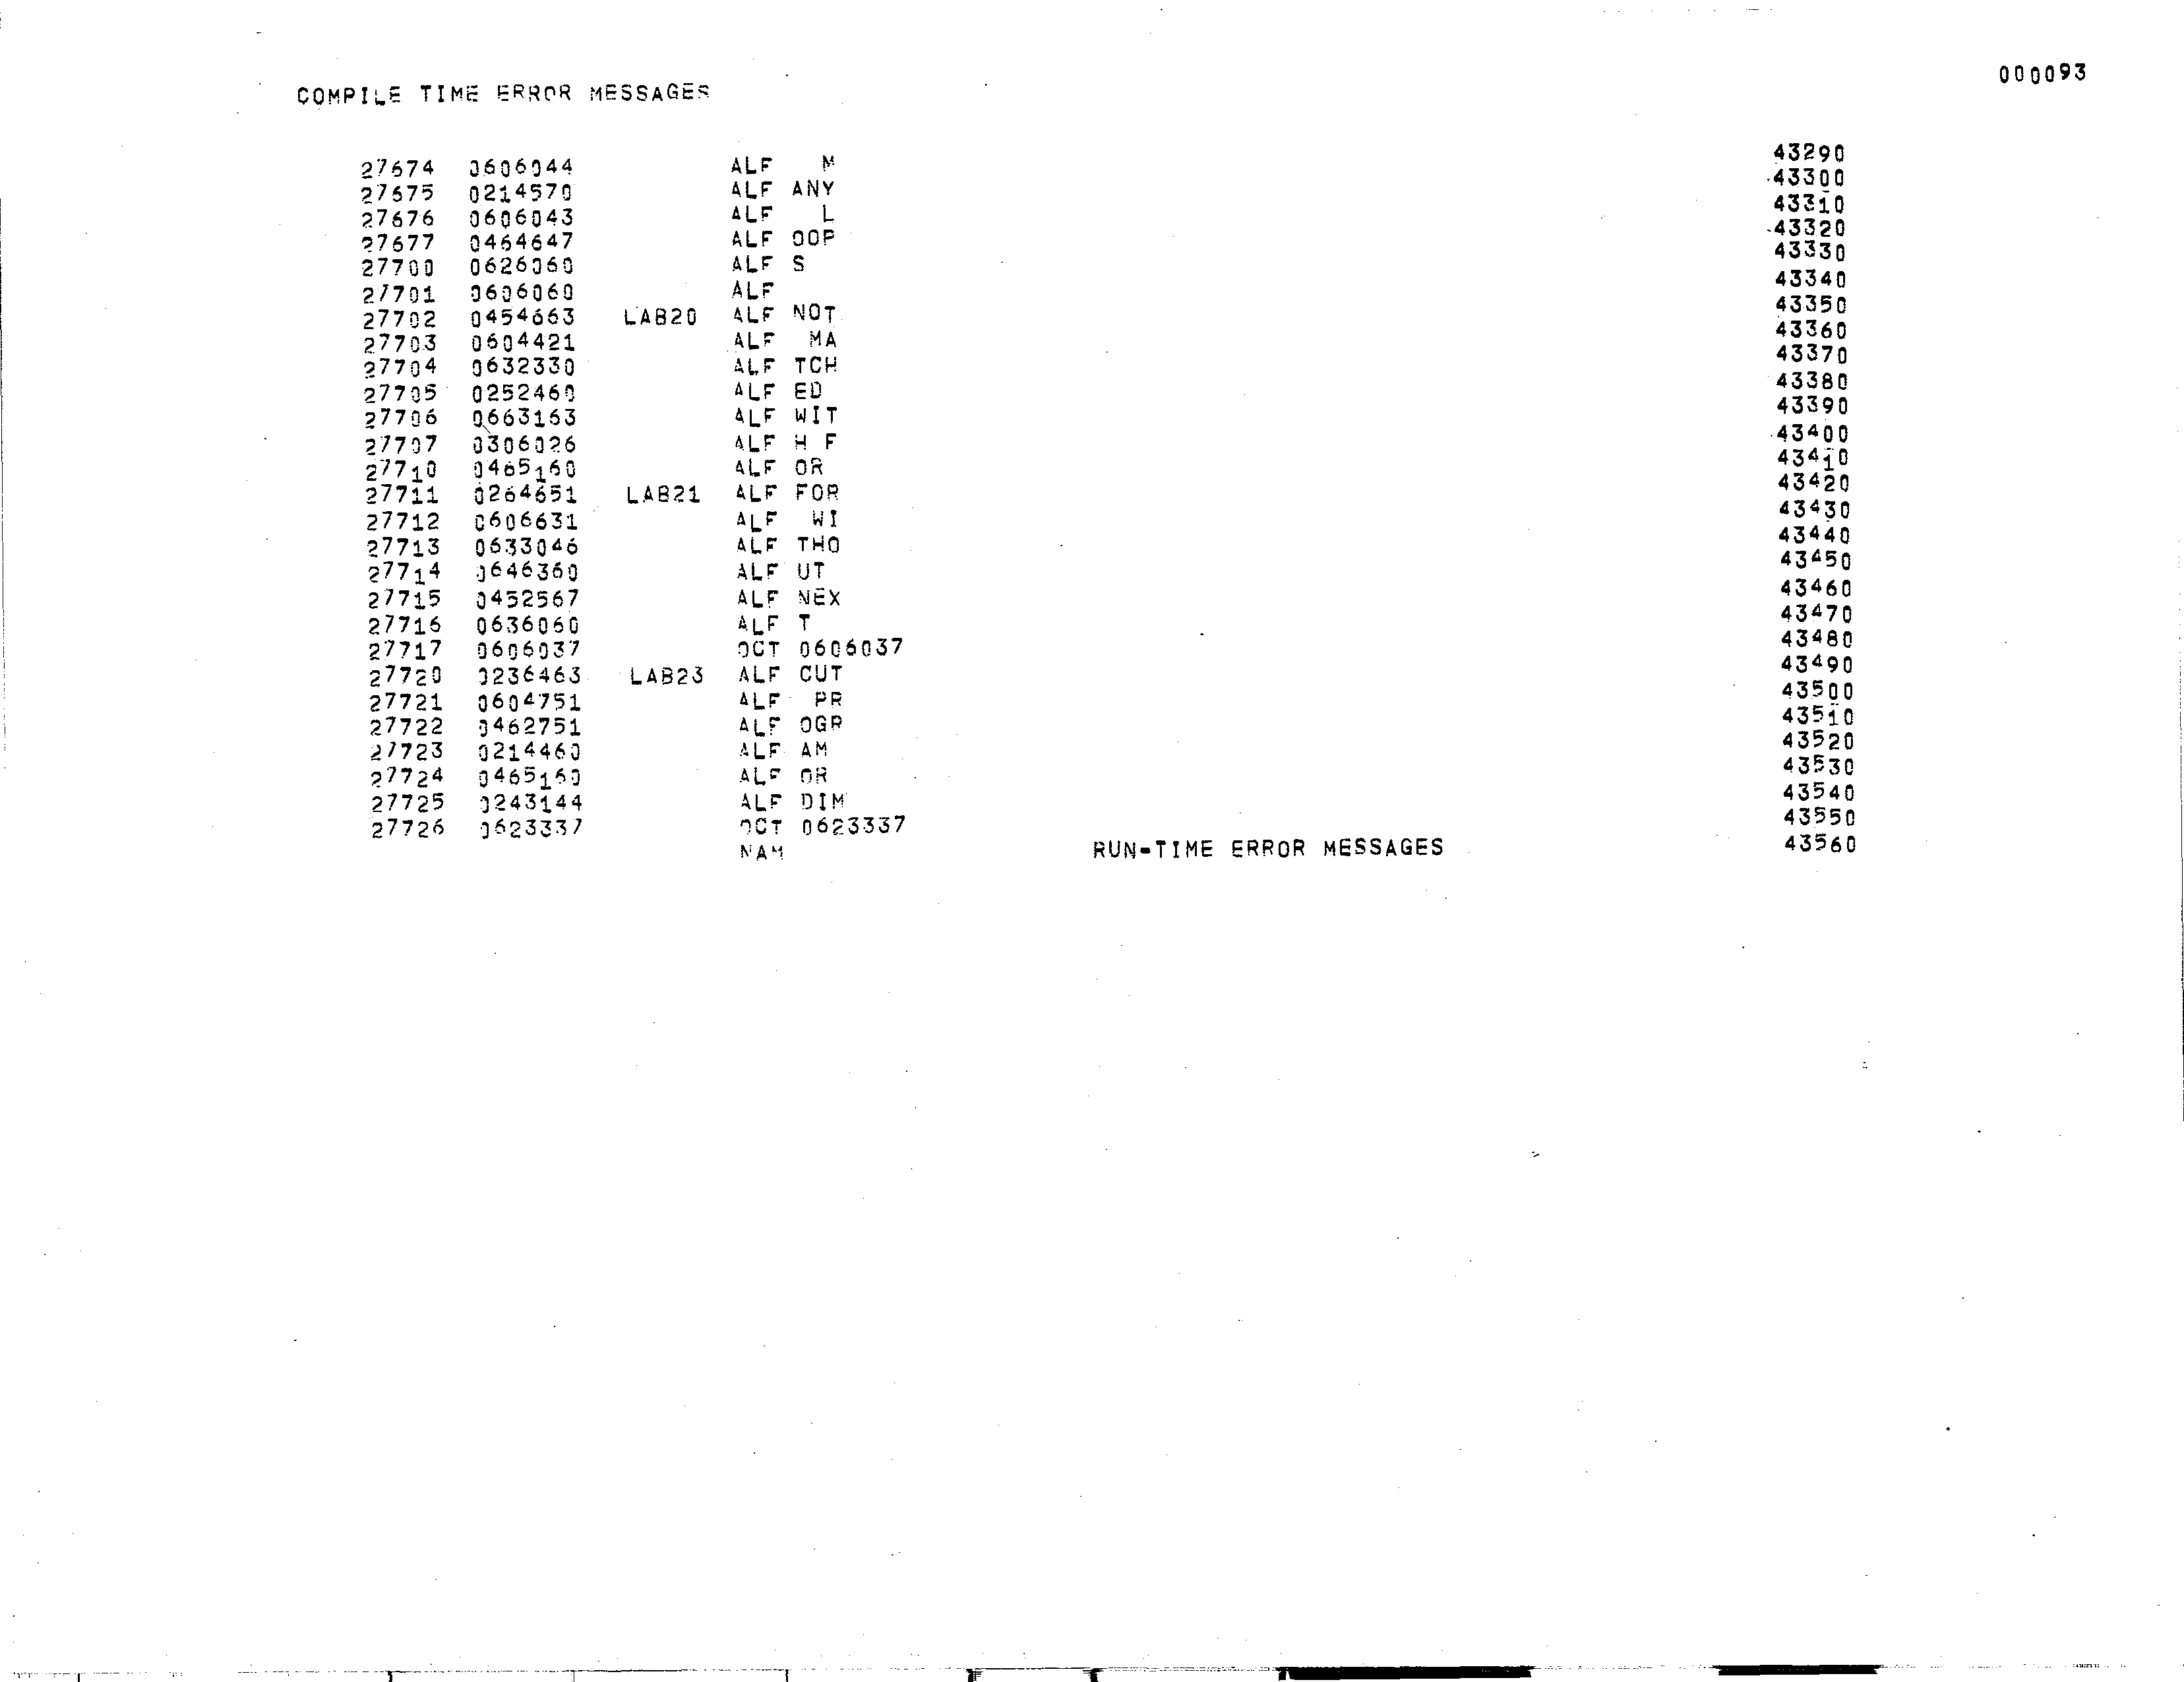 000093
COMPILE TIME ERROR MESSAGES
27674 0606044 ALF   M 43290
27675 0214570 ALF ANY 43300
27676 0606043 ALF   L 43310
27677 0464647 ALF OOP 43320
27700 0626060 ALF S 43330
27701 0606060 ALF 43340
27702 0454663 LAB20 ALF NOT 43350
27703 0604421 ALF  MA 43360
27704 0632330 ALF TCH 43370
27705 0252460 ALF ED 43380
27706 0663163 ALF WIT 43390
27707 0306026 ALF H F 43400
27710 0465160 ALF OR 43410
27711 0264651 LAB21 ALF FOR 43420
27712 0606631 ALF  WI 43430
27713 0633046 ALF THO 43440
27714 0646360 ALF UT 43450
27715 0452567 ALF NEX 43460
27716 0636060 ALF T 43470
27717 0606037 OCT 0606037 43480
27720 0236463 LAB23 ALF CUT 43490
27721 0604751 ALF  PR 43500
27722 0462751 ALF OGR 43510
27723 0214460 ALF AM 43520
27724 0465160 ALF OR 43530
27725 0243144 ALF DIM 43540
27726 0623337 OCT 0623337 43550
NAM RUN-TIME ERROR MESSAGES 43560